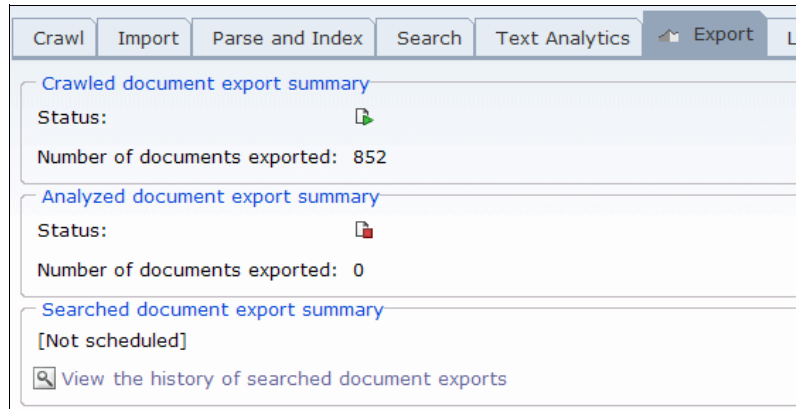 Crawl Import Parse and Index Search Text Analytics Export L
Crawled document export summary
Status:
Number of documents exported: 852
Analyzed document export summary
Status:
Number of documents exported: 0
Searched document export summary
[Not scheduled]
View the history of searched document exports